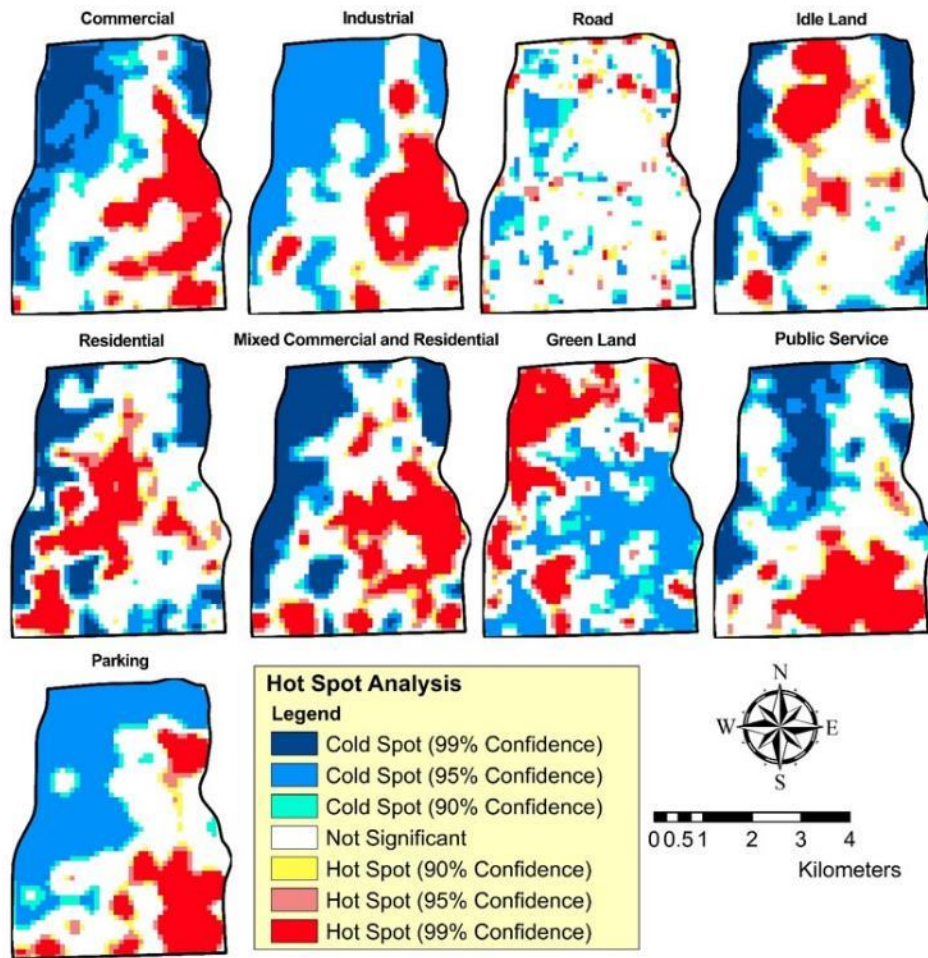 Commercial
Industrial
Road
Idle Land
Residential
Mixed Commercial and Residential
Green Land
Public Service
Parking
Hot Spot Analysis
Legend
Cold Spot (99% Confidence)
Cold Spot (95% Confidence)
Cold Spot (90% Confidence)
Not Significant
Hot Spot (90% Confidence)
Hot Spot (95% Confidence)
Hot Spot (99% Confidence)
N
W E
S
0 0.5 1 2 4
Kilometers